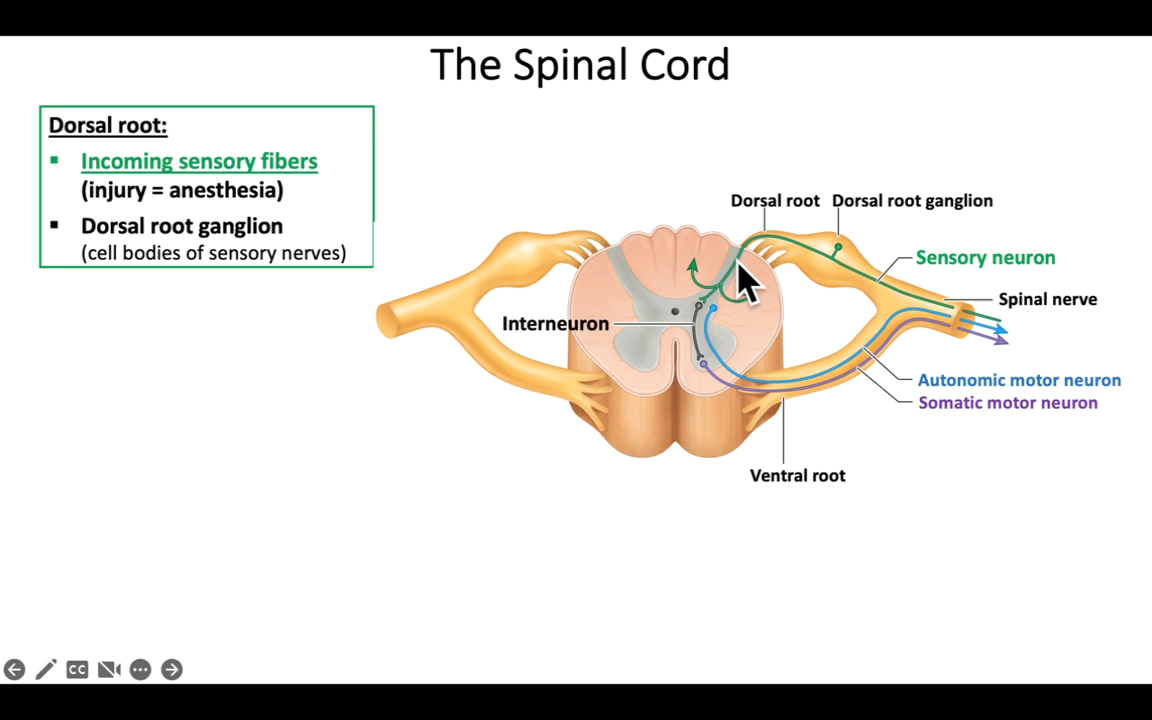 The Spinal Cord
Dorsal root:
▪ Incoming sensory fibers
(injury = anesthesia)
▪ Dorsal root ganglion
(cell bodies of sensory nerves)
Dorsal root
Dorsal root ganglion
Sensory neuron
Spinal nerve
Interneuron
Autonomic motor neuron
Somatic motor neuron
Ventral root
CC